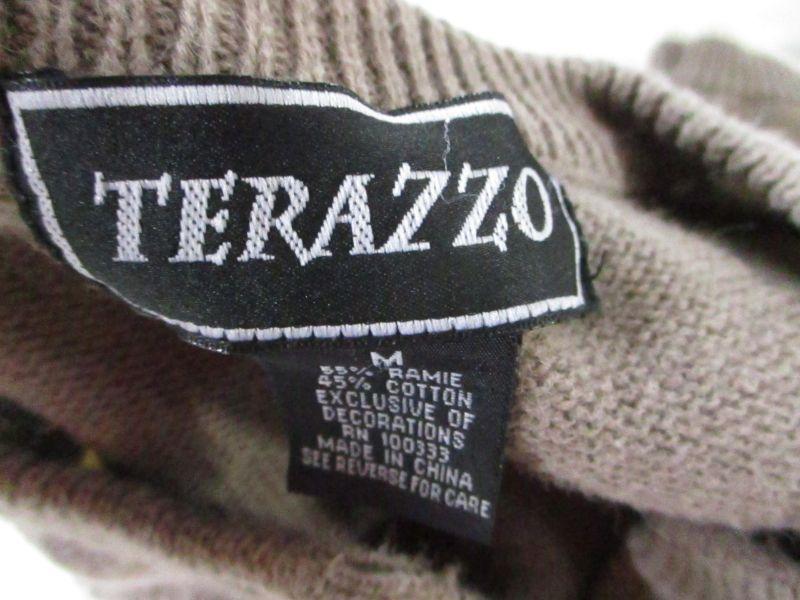 TERAZZO
M
55% RAMIE
45% COTTON
EXCLUSIVE OF
DECORATIONS
RN 100333
MADE IN CHINA
SEE REVERSE FOR CARE